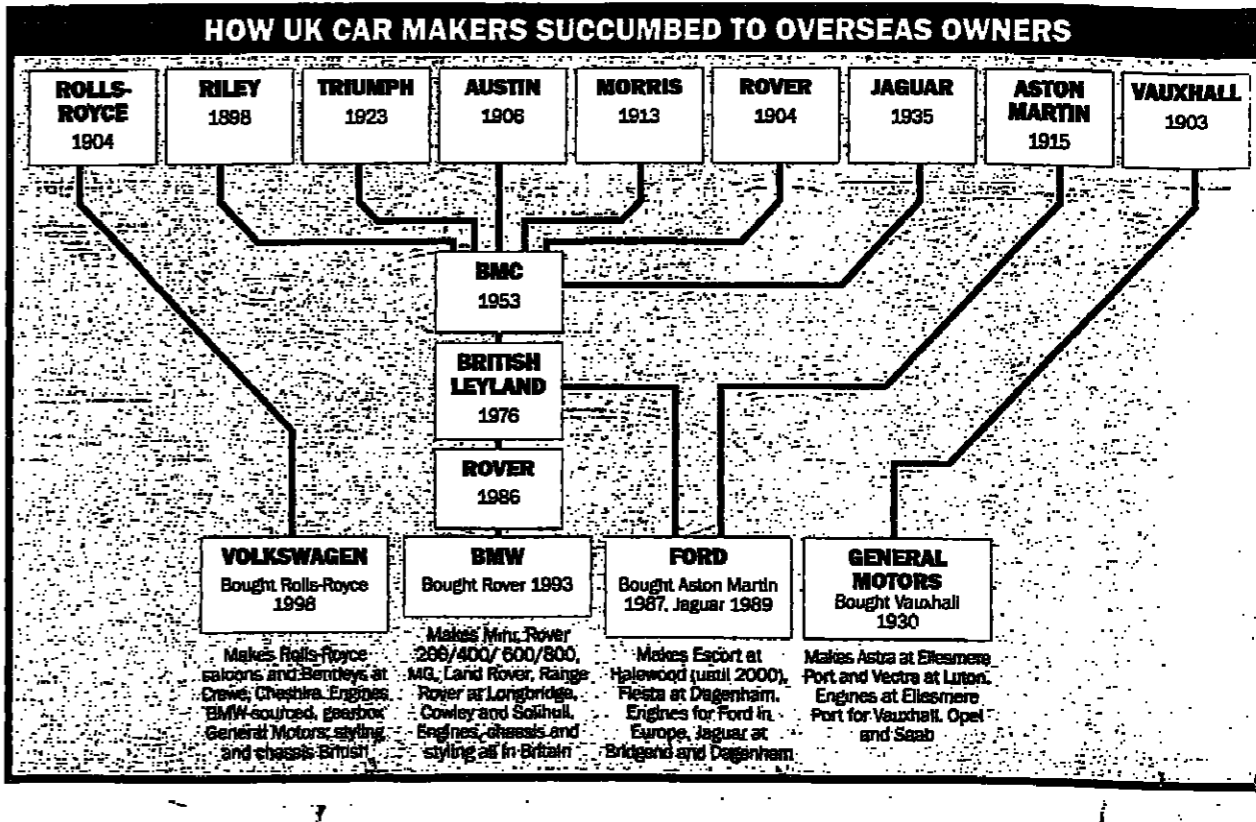 HOW UK CAR MAKERS SUCCUMBED TO OVERSEAS OWNERS
ROLLS-
ROYCE
1904
RILEY
1898
TRIUMPH
1923
AUSTIN
1906
MORRIS
1913
ROVER
1904
JAGUAR
1935
ASTON
MARTIN
1915
VAUXHALL
1903
BMC
1953
BRITISH
LEYLAND
1976
ROVER
1986
VOLKSWAGEN
Bought Rolls-Royce
1998
Makes Rolls-Royce
saloons and Bentleys at
Crewe, Cheshire. Engines
BMW-sourced, gearbox
General Motors; styling
and chassis British
BMW
Bought Rover 1993
Makes Mini, Rover
200/400/600/800,
MG, Land Rover, Range
Rover at Longbridge,
Cowley and Solihull.
Engines, chassis and
styling all in Britain
FORD
Bought Aston Martin
1987, Jaguar 1989
Makes Escort at
Halewood (until 2000),
Fiesta at Dagenham.
Engines for Ford in
Europe, Jaguar at
Bridgend and Dagenham
GENERAL
MOTORS
Bought Vauxhall
1930
Makes Astra at Ellesmere
Port and Vectra at Luton.
Engines at Ellesmere
Port for Vauxhall, Opel
and Saab